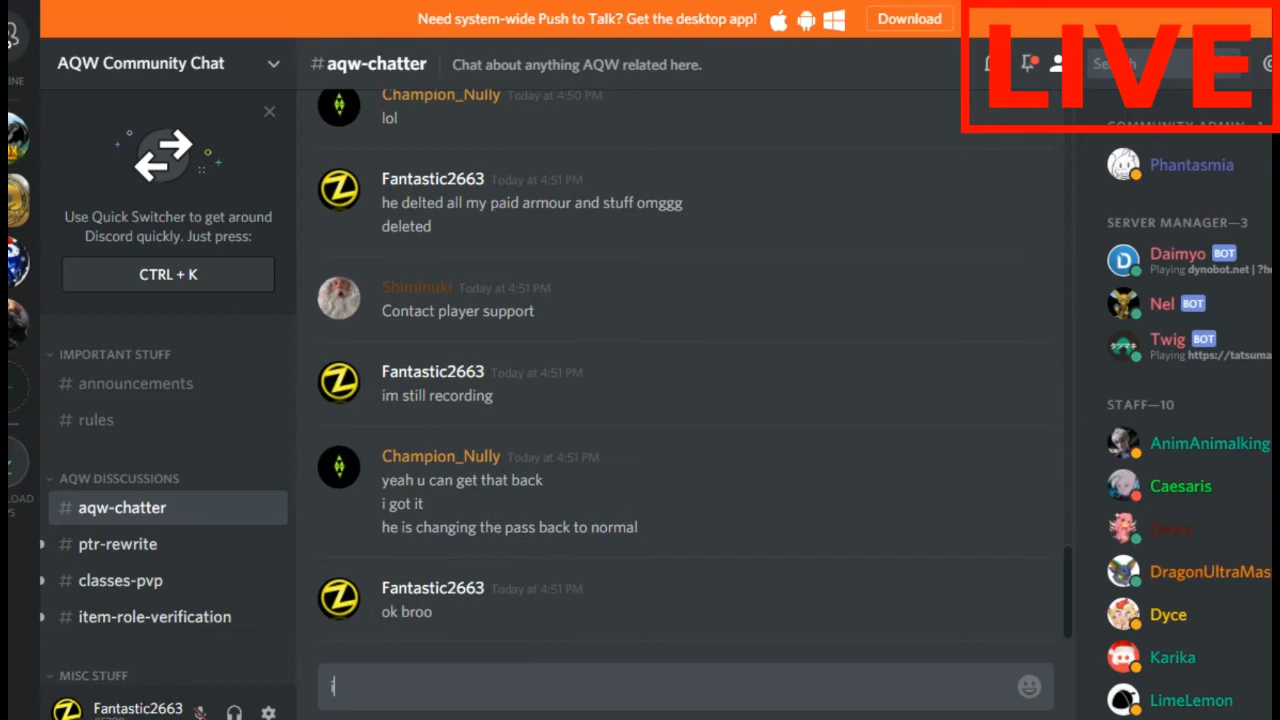 Need system-wide Push to Talk? Get the desktop app!
Download
LIVE
AQW Community Chat
#aqw-chatter
Chat about anything AQW related here.
Search
Use Quick Switcher to get around
Discord quickly. Just press:
CTRL + K
IMPORTANT STUFF
# announcements
# rules
AQW DISSCUSSIONS
# aqw-chatter
# ptr-rewrite
# classes-pvp
# item-role-verification
MISC STUFF
Fantastic2663
Champion_Nully Today at 4:50 PM
lol
Fantastic2663 Today at 4:51 PM
he delted all my paid armour and stuff omggg
deleted
Shiminuki Today at 4:51 PM
Contact player support
Fantastic2663 Today at 4:51 PM
im still recording
Champion_Nully Today at 4:51 PM
yeah u can get that back
i got it
he is changing the pass back to normal
Fantastic2663 Today at 4:51 PM
ok broo
i
COMMUNITY ADMIN
Phantasmia
SERVER MANAGER—3
Daimyo BOT
Playing dynobot.net | ?h
Nel BOT
Twig BOT
Playing https://tatsuma
STAFF—10
AnimAnimalking
Caesaris
DragonUltraMas
Dyce
Karika
LimeLemon